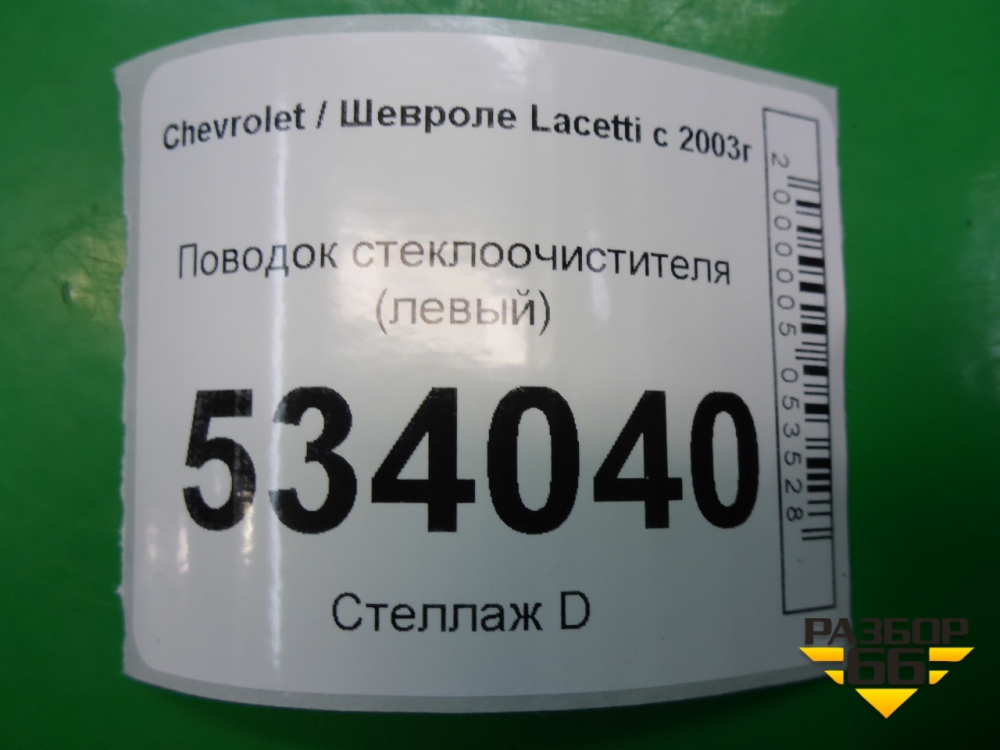 Chevrolet / Шевроле Lacetti с 2003г
Поводок стеклоочистителя
(левый)
534040
Стеллаж D
2000005053528
РАЗБОР
66